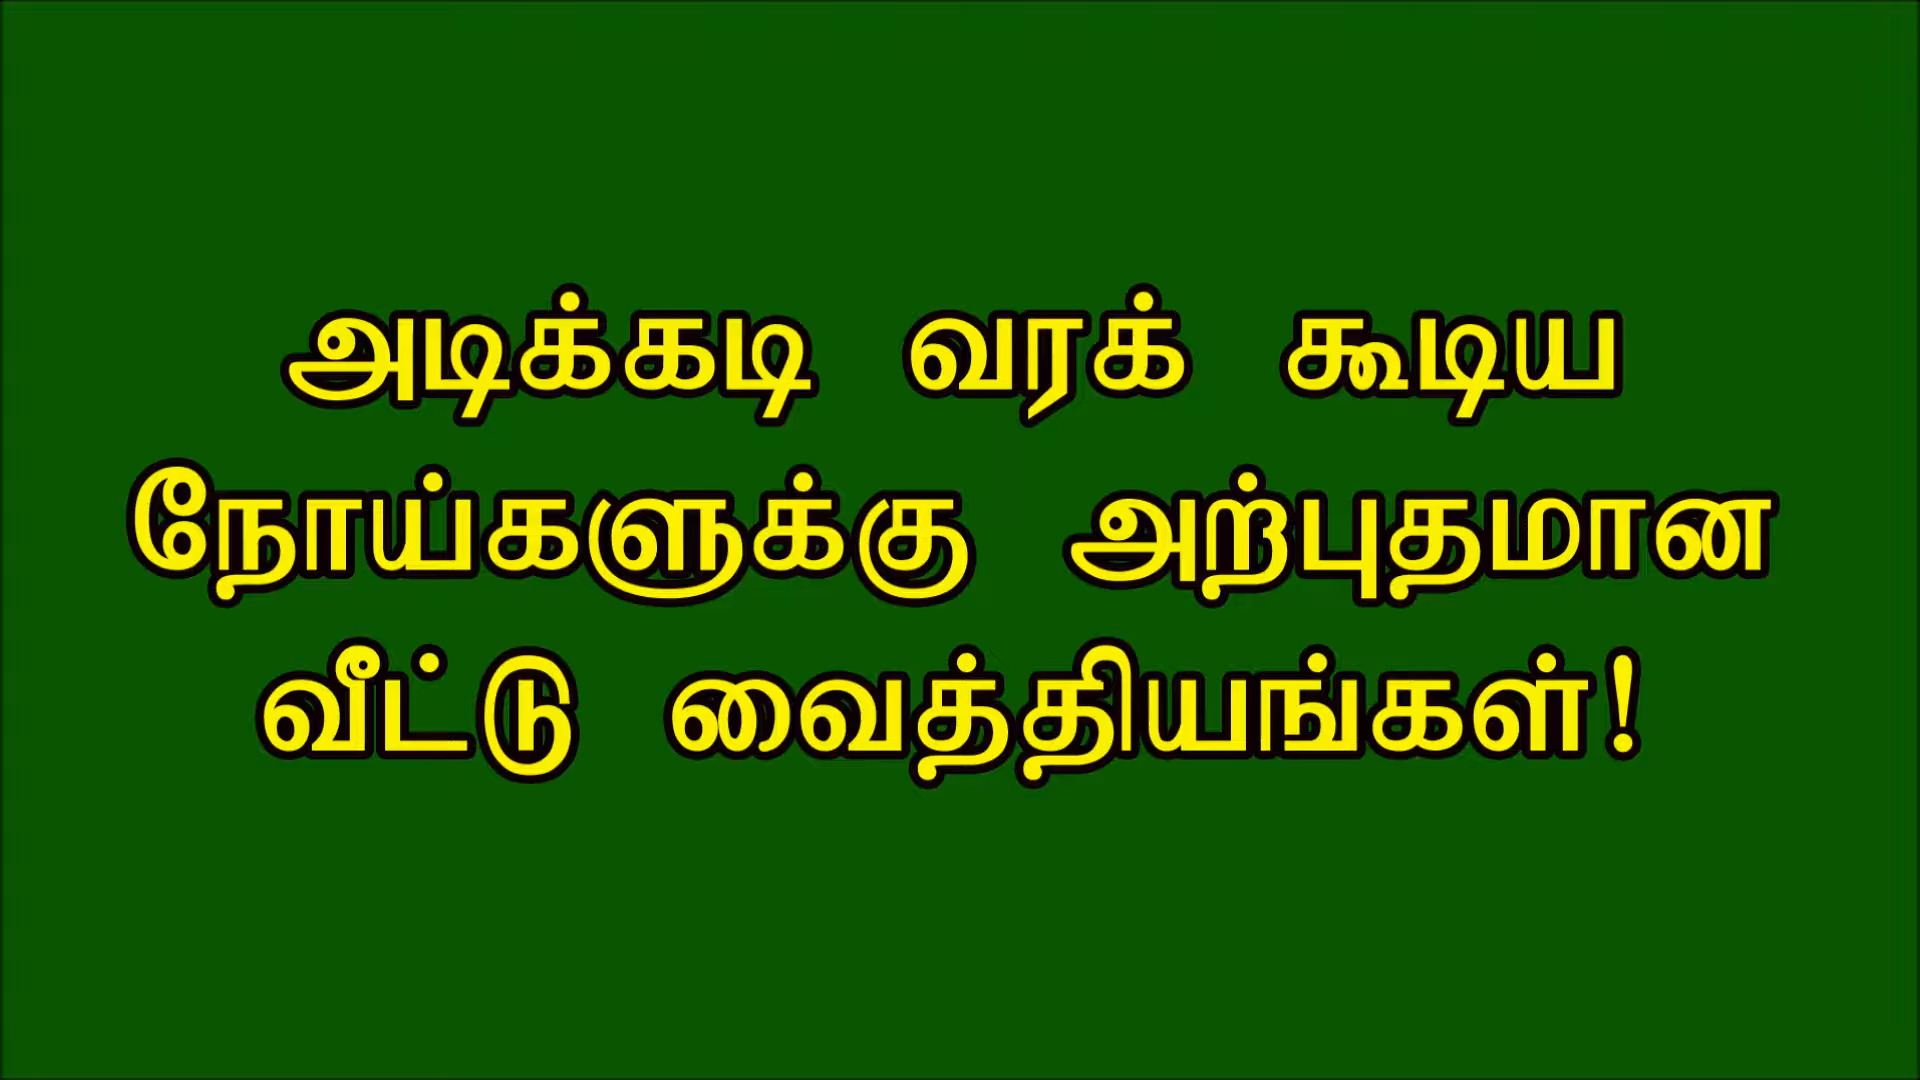 அடிக்கடி வரக் கூடிய
நோய்களுக்கு அற்புதமான
வீட்டு வைத்தியங்கள்!